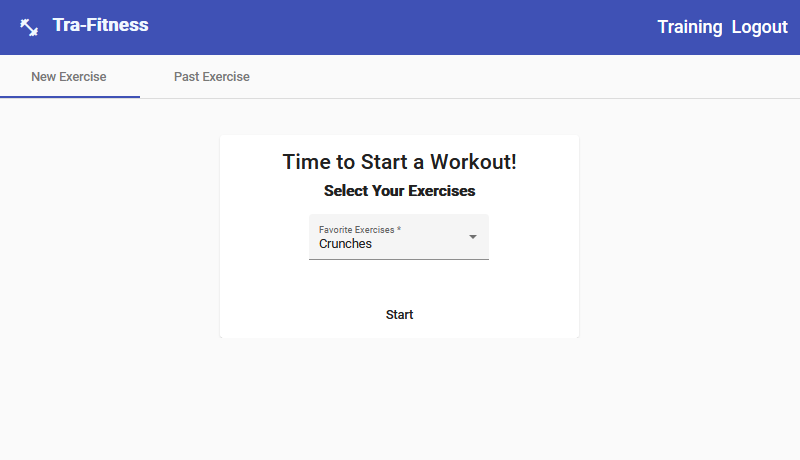 Tra-Fitness
Training Logout
New Exercise
Past Exercise
Time to Start a Workout!
Select Your Exercises
Favorite Exercises *
Crunches
Start